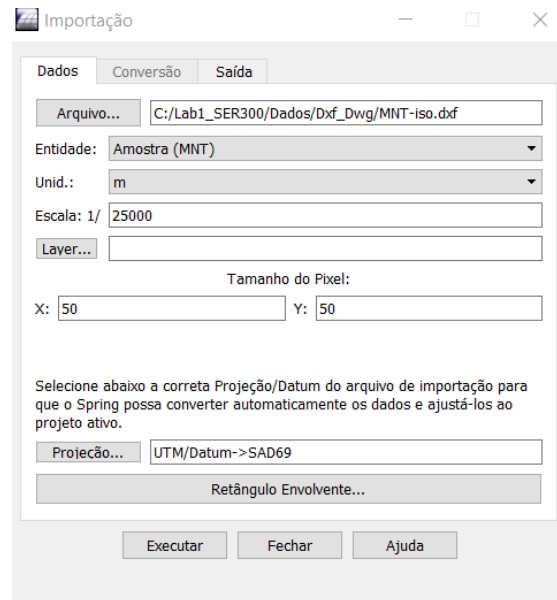 Importação
Dados Conversão Saída
Arquivo... C:/Lab1_SER300/Dados/Dxf_Dwg/MNT-iso.dxf
Entidade: Amostra (MNT)
Unid.: m
Escala: 1/ 25000
Layer...
Tamanho do Pixel:
X: 50 Y: 50
Selecione abaixo a correta Projeção/Datum do arquivo de importação para
que o Spring possa converter automaticamente os dados e ajustá-los ao
projeto ativo.
Projeção... UTM/Datum->SAD69
Retângulo Envolvente...
Executar Fechar Ajuda